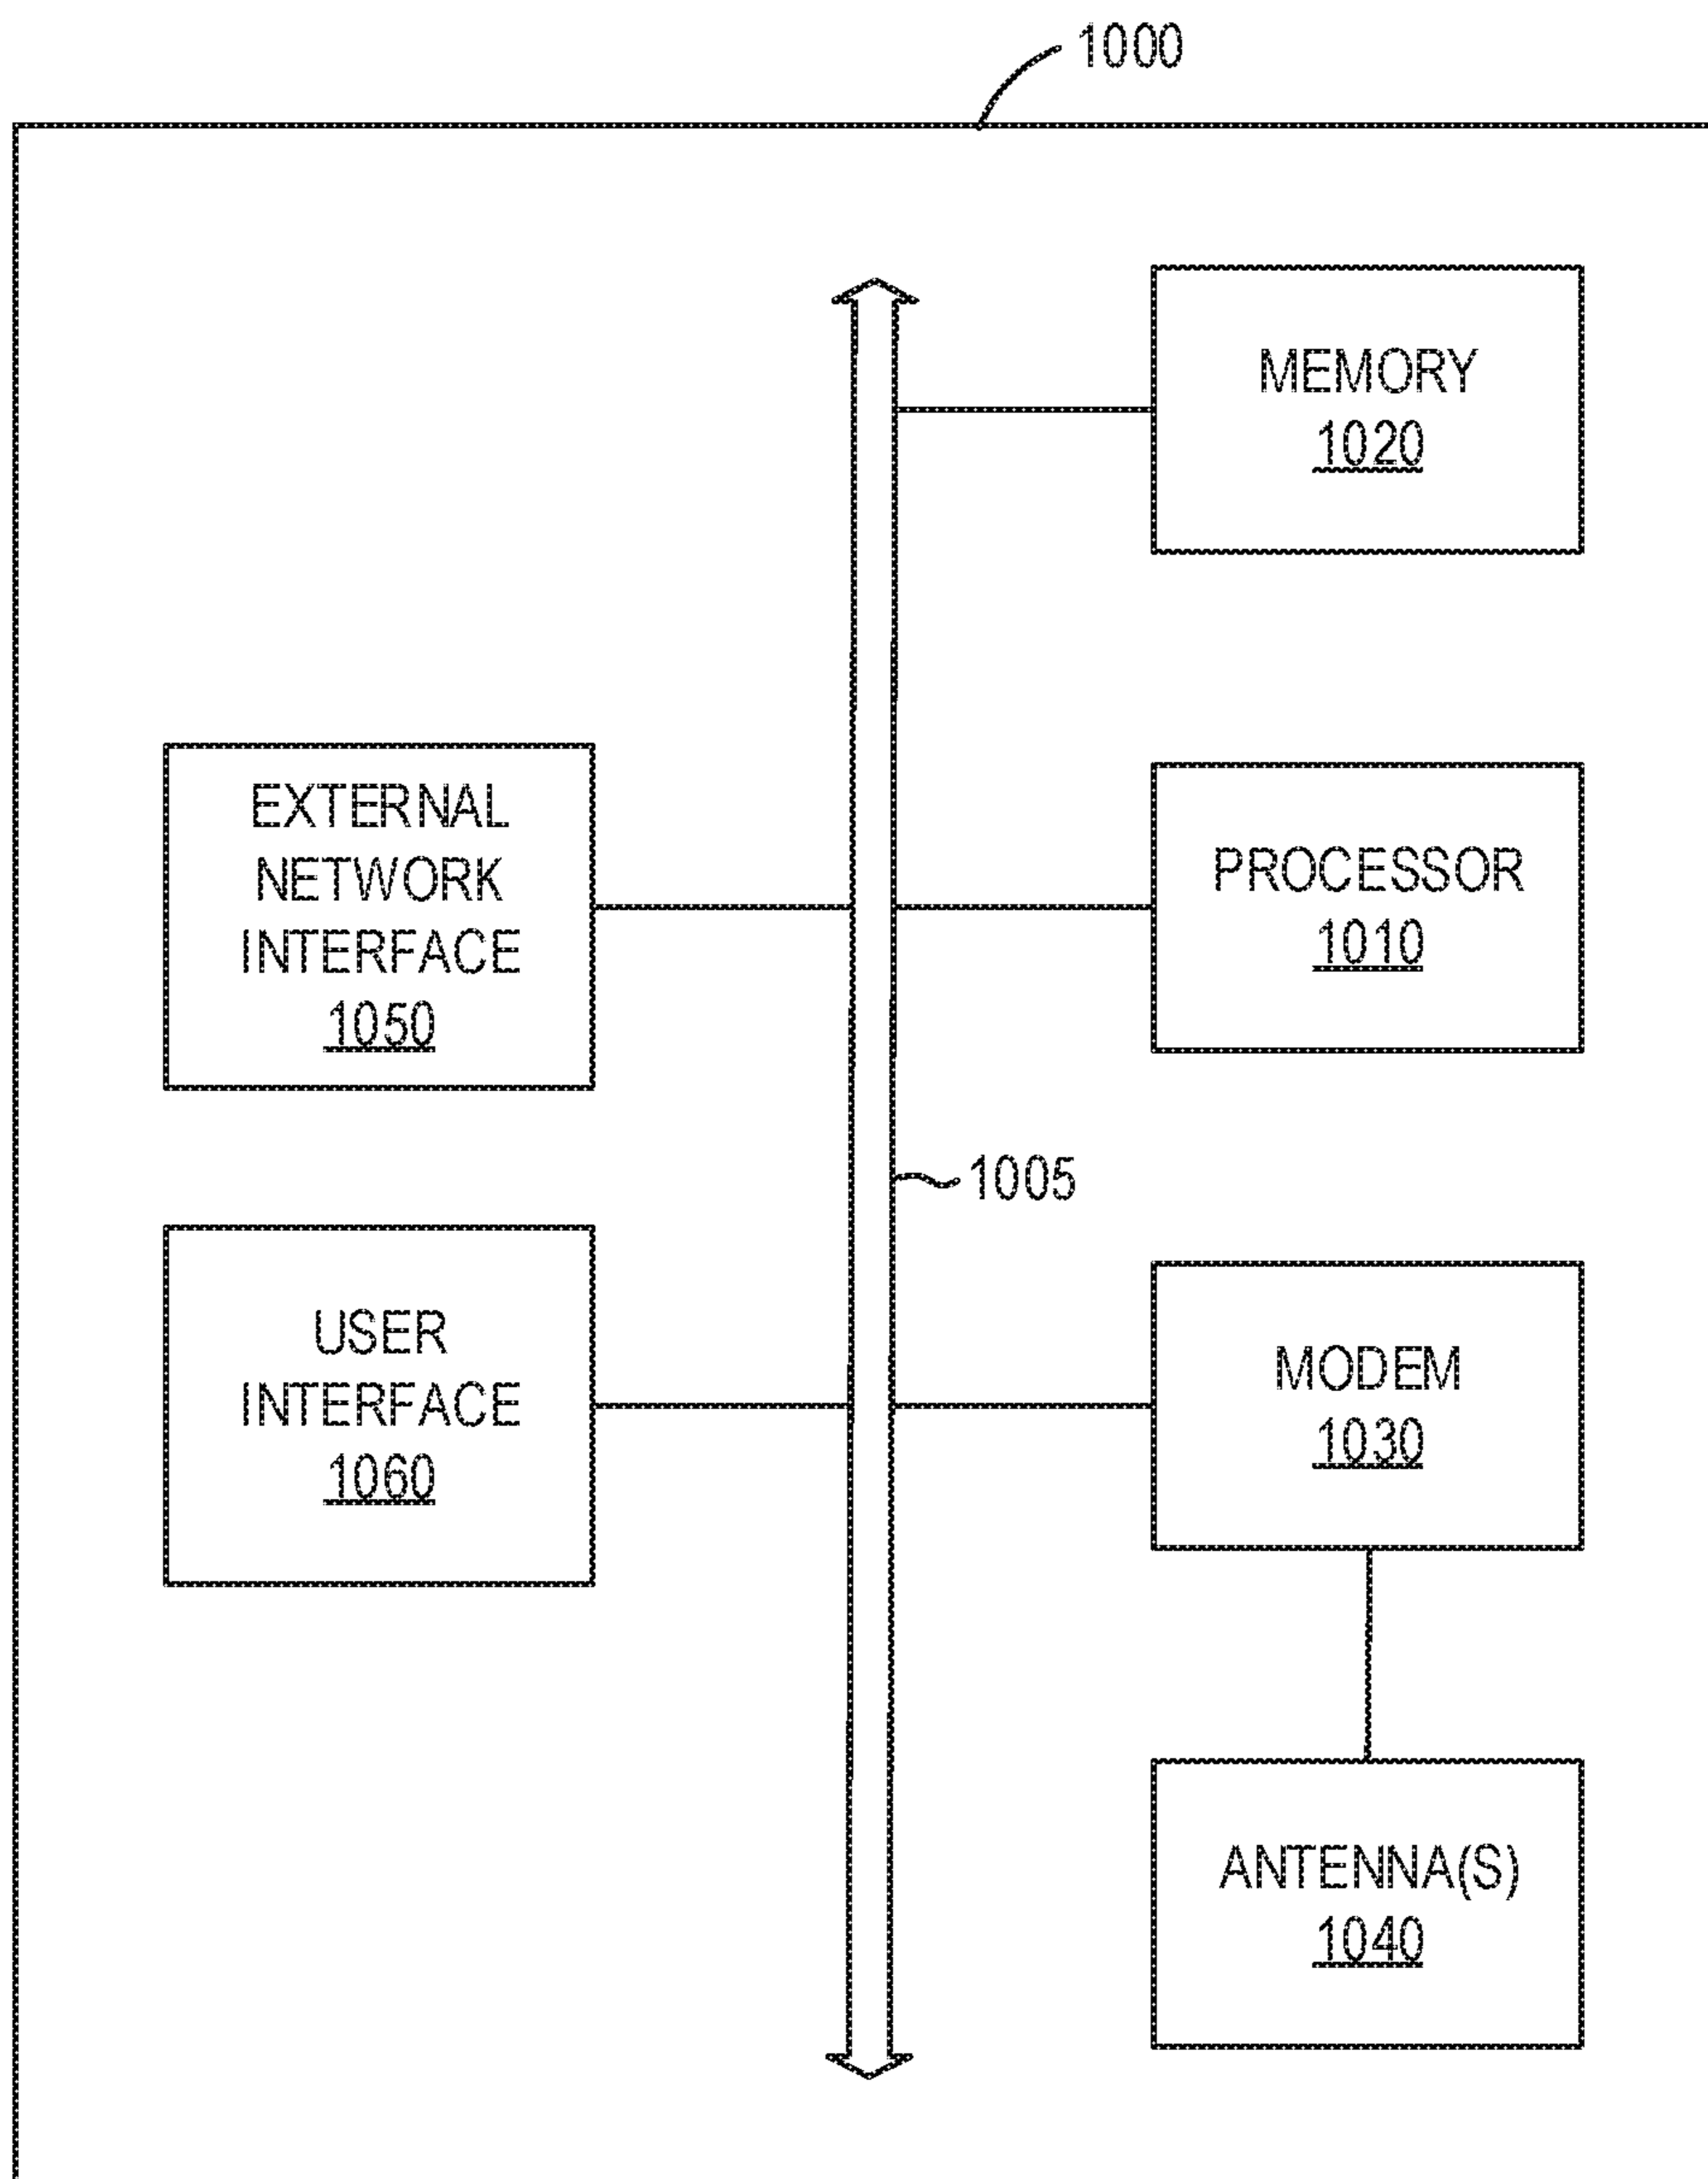 1000
MEMORY
1020
EXTERNAL
NETWORK
INTERFACE
1050
PROCESSOR
1010
1005
USER
INTERFACE
1060
MODEM
1030
ANTENNA(S)
1040